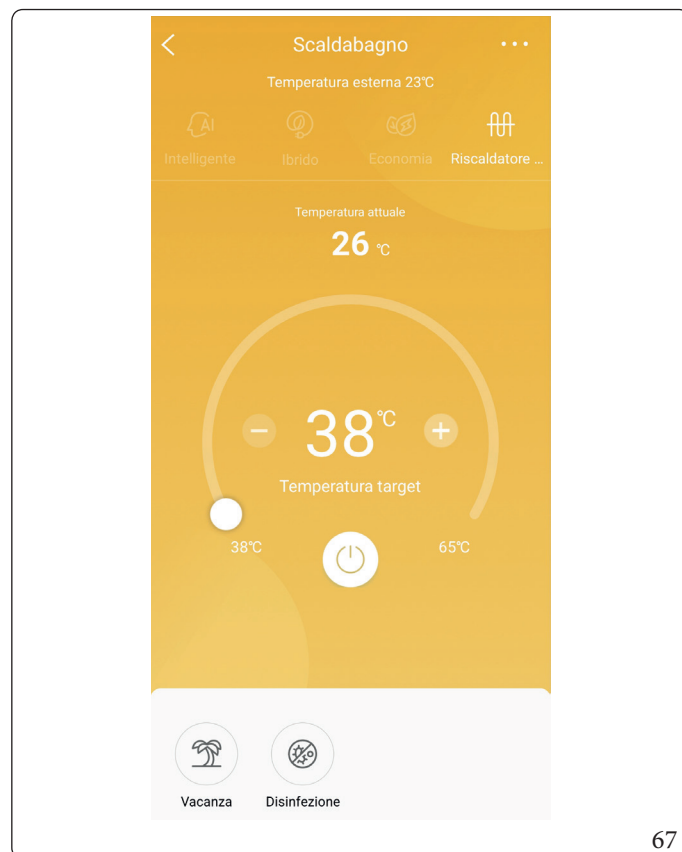 Scaldabagno
Temperatura esterna 23℃
AI
Intelligente Ibrido Economia Riscaldatore ...
Temperatura attuale
26 ℃
38℃
Temperatura target
38℃ 65℃
Vacanza Disinfezione
67